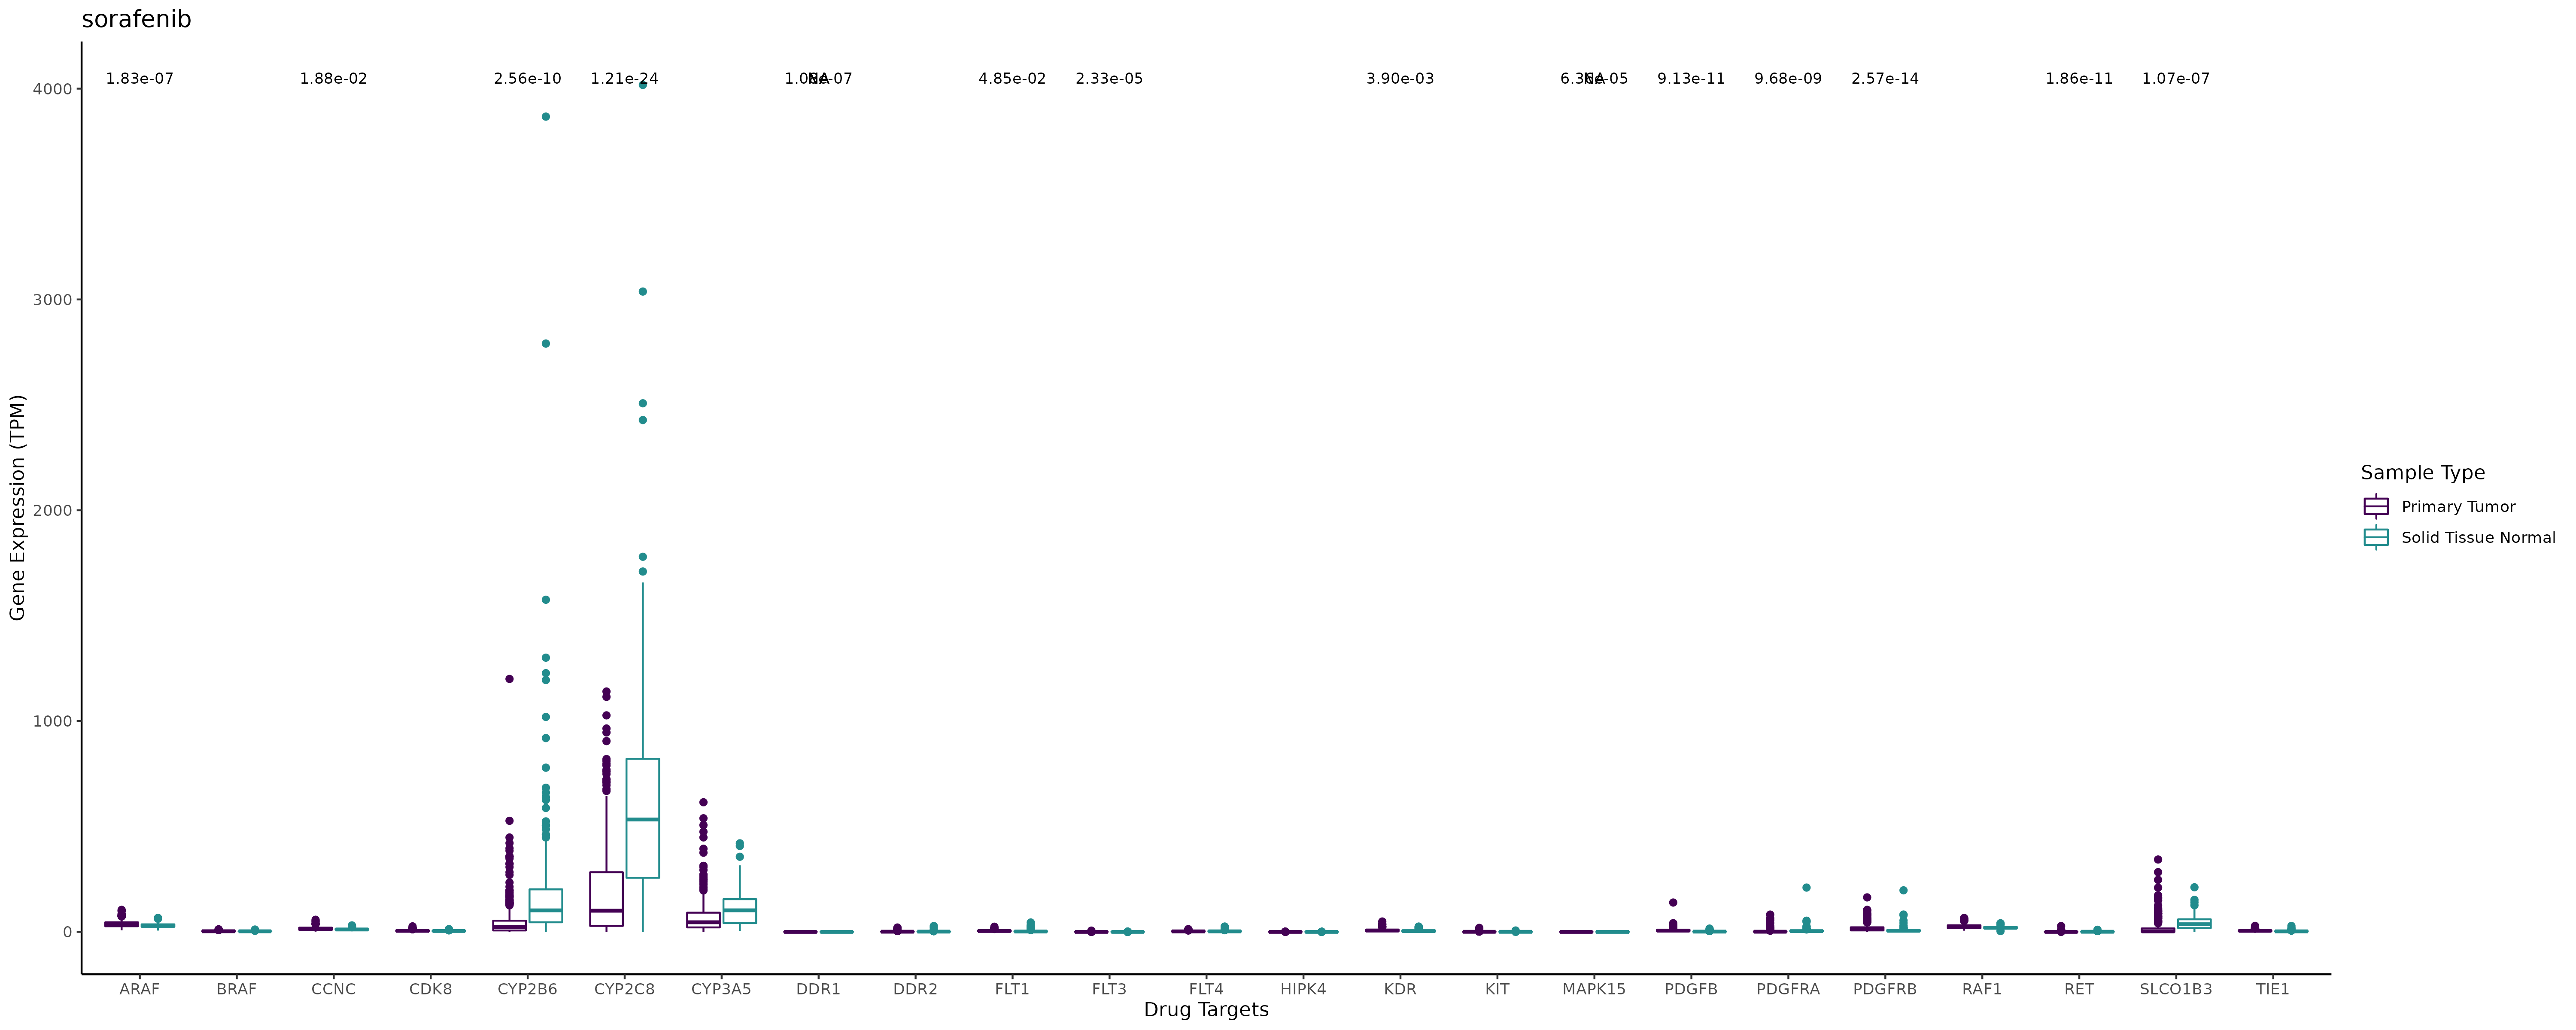 sorafenib
1.83e-07 1.88e-02 2.56e-10 1.21e-24 NA 4.85e-02 2.33e-05 3.90e-03 NA 9.13e-11 9.68e-09 2.57e-14 1.86e-11 1.07e-07
4000
3000
2000
1000
0
Gene Expression (TPM)
ARAF BRAF CCNC CDK8 CYP2B6 CYP2C8 CYP3A5 DDR1 DDR2 FLT1 FLT3 FLT4 HIPK4 KDR KIT MAPK15 PDGFB PDGFRA PDGFRB RAF1 RET SLCO1B3 TIE1
Drug Targets
Sample Type
Primary Tumor
Solid Tissue Normal